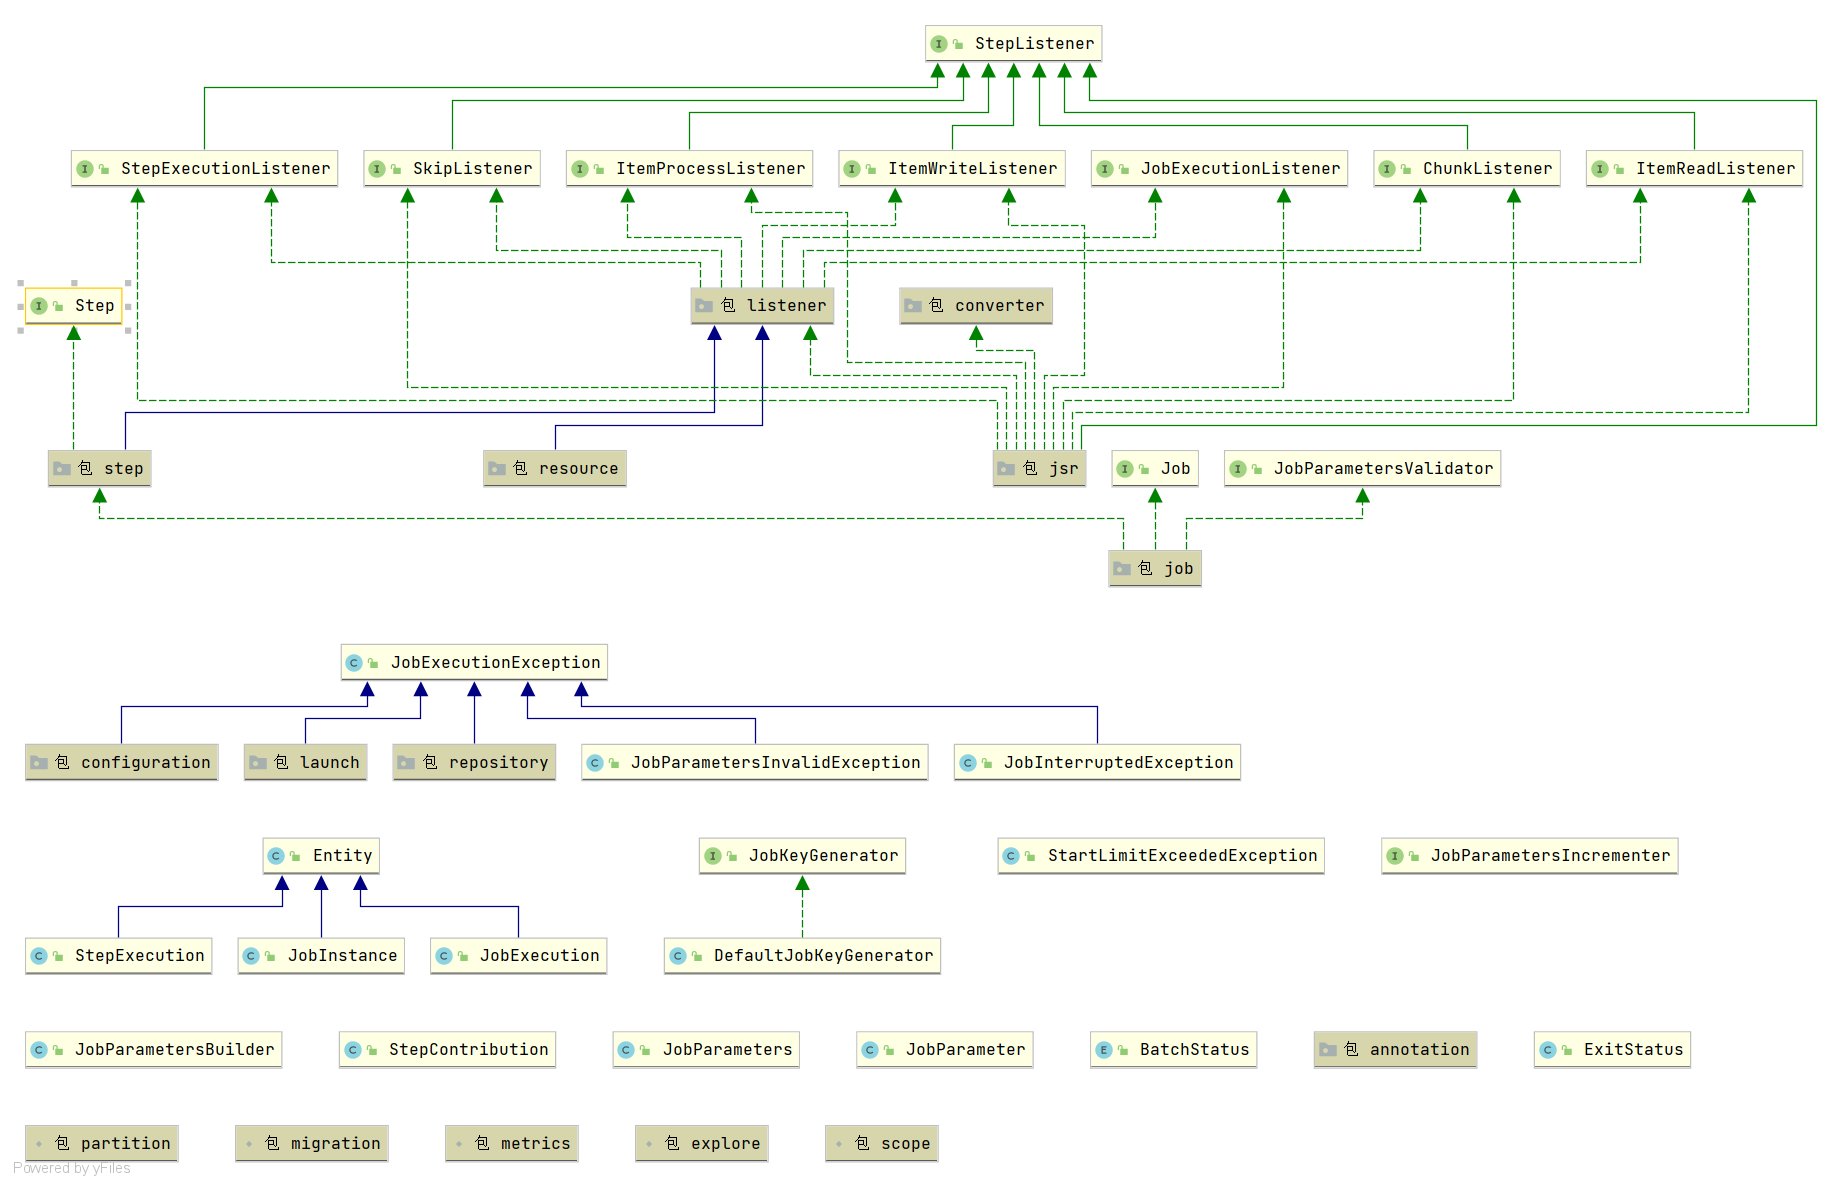 StepListener
StepExecutionListener
SkipListener
ItemProcessListener
ItemWriteListener
JobExecutionListener
ChunkListener
ItemReadListener
Step
包 listener
包 converter
包 step
包 resource
包 jsr
Job
JobParametersValidator
包 job
JobExecutionException
包 configuration
包 launch
包 repository
JobParametersInvalidException
JobInterruptedException
Entity
JobKeyGenerator
StartLimitExceededException
JobParametersIncrementer
StepExecution
JobInstance
JobExecution
DefaultJobKeyGenerator
JobParametersBuilder
StepContribution
JobParameters
JobParameter
BatchStatus
包 annotation
ExitStatus
包 partition
包 migration
包 metrics
包 explore
包 scope
Powered by yFiles